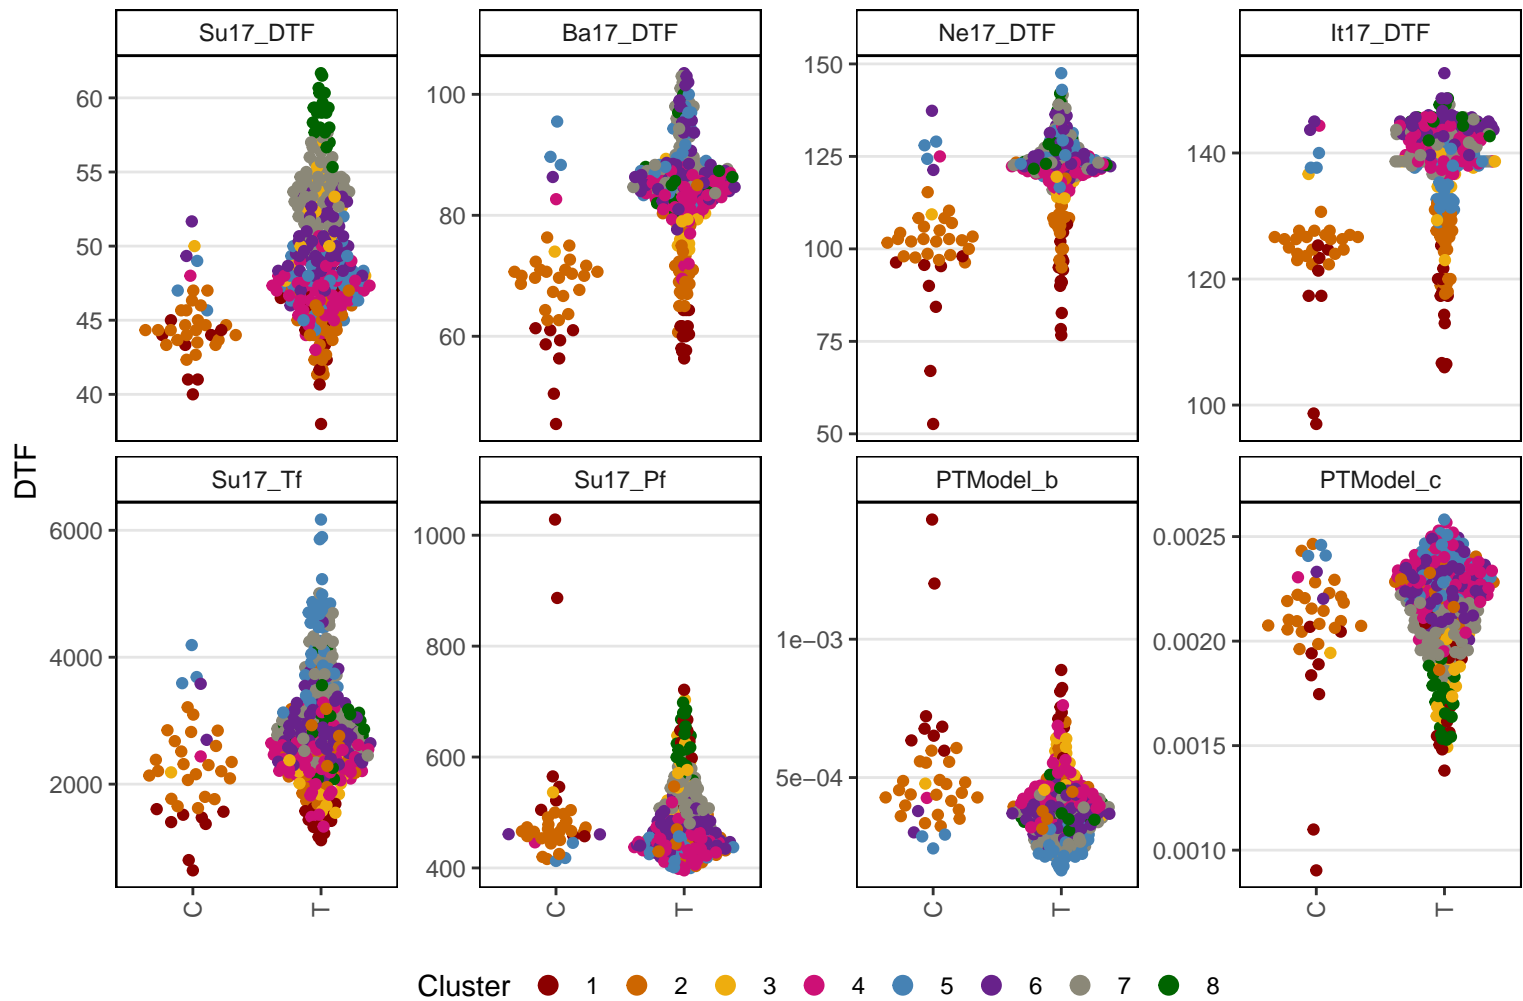 Su17_DTF Ba17_DTF Ne17_DTF It17_DTF
60 55 50 45 40
100 80 60
150 125 100 75 50
140 120 100
DTF
Su17_Tf Su17_Pf PTModel_b PTModel_c
6000 4000 2000
1000 800 600 400
1e−03 5e−04
0.0025 0.0020 0.0015 0.0010
C T C T C T C T
Cluster 1 2 3 4 5 6 7 8